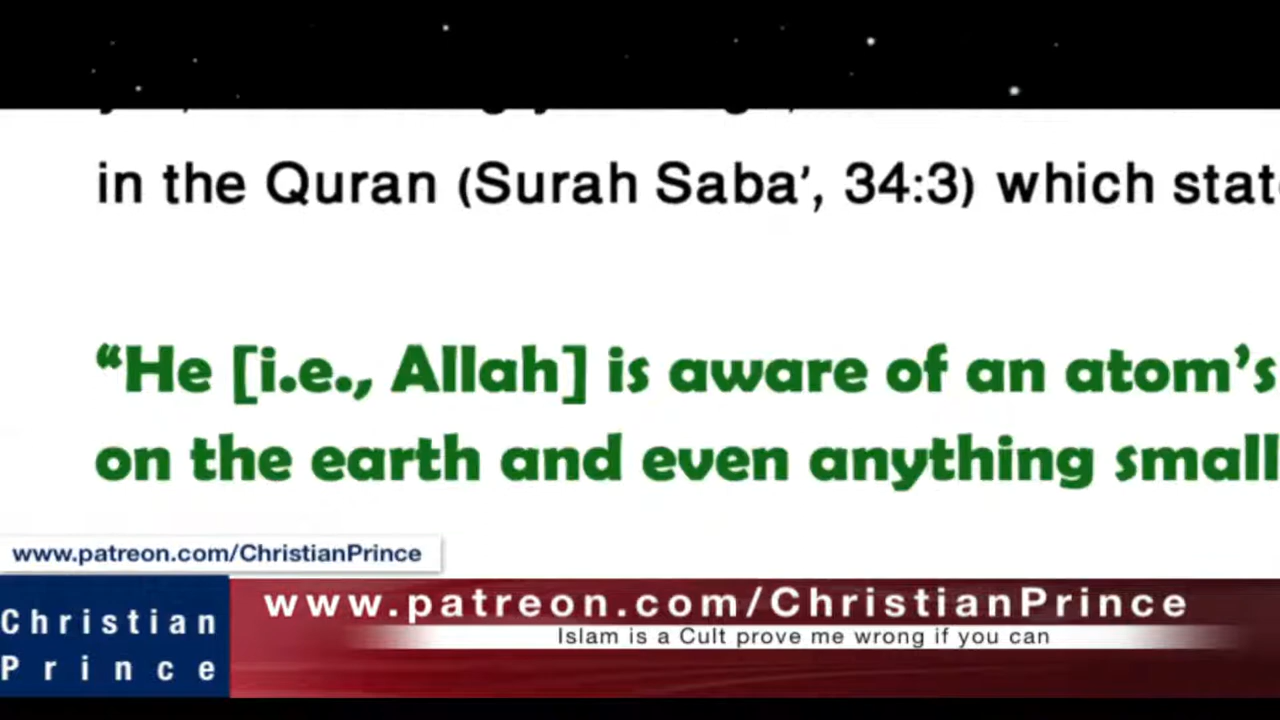 in the Quran (Surah Saba’, 34:3) which stat
“He [i.e., Allah] is aware of an atom’s
on the earth and even anything small
www.patreon.com/ChristianPrince
Christian
Prince
www.patreon.com/ChristianPrince
Islam is a Cult prove me wrong if you can